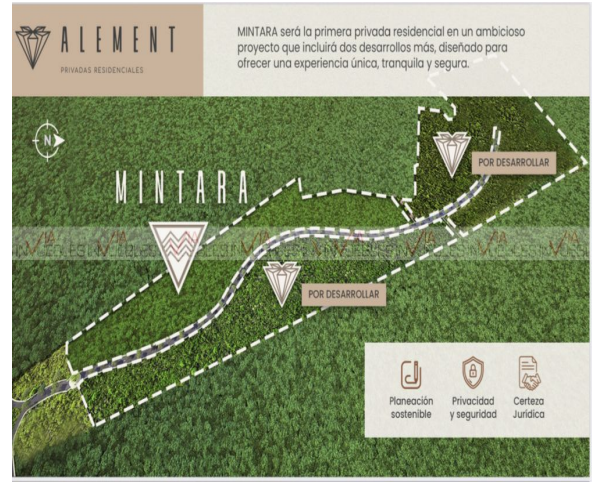 ALEMENT
PRIVADAS RESIDENCIALES
MINTARA será la primera privada residencial en un ambicioso
proyecto que incluirá dos desarrollos más, diseñado para
ofrecer una experiencia única, tranquila y segura.
N
POR DESARROLLAR
MINTARA
POR DESARROLLAR
Planeación
sostenible
Privacidad
y seguridad
Certeza
Jurídica